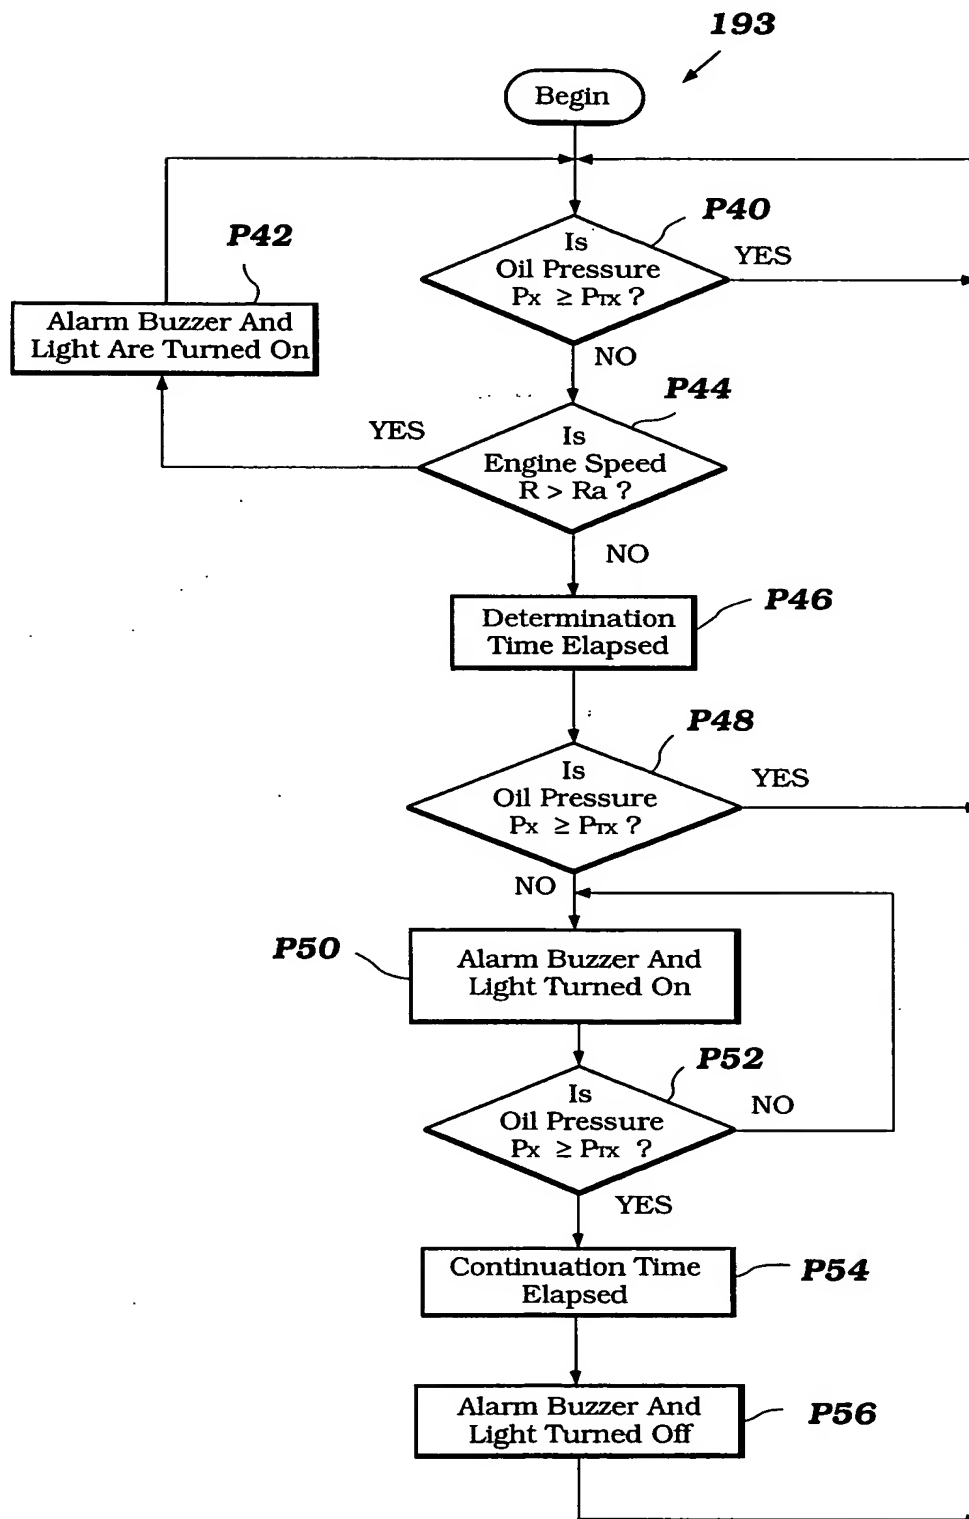 193
Begin
P40
Is
Oil Pressure
PX ≥ PTX ?
YES
NO
P42
Alarm Buzzer And
Light Are Turned On
P44
YES
Is
Engine Speed
R > Ra ?
NO
P46
Determination
Time Elapsed
P48
Is
Oil Pressure
PX ≥ PTX ?
YES
NO
P50
Alarm Buzzer And
Light Turned On
P52
Is
Oil Pressure
PX ≥ PTX ?
NO
YES
Continuation Time
Elapsed
P54
Alarm Buzzer And
Light Turned Off
P56